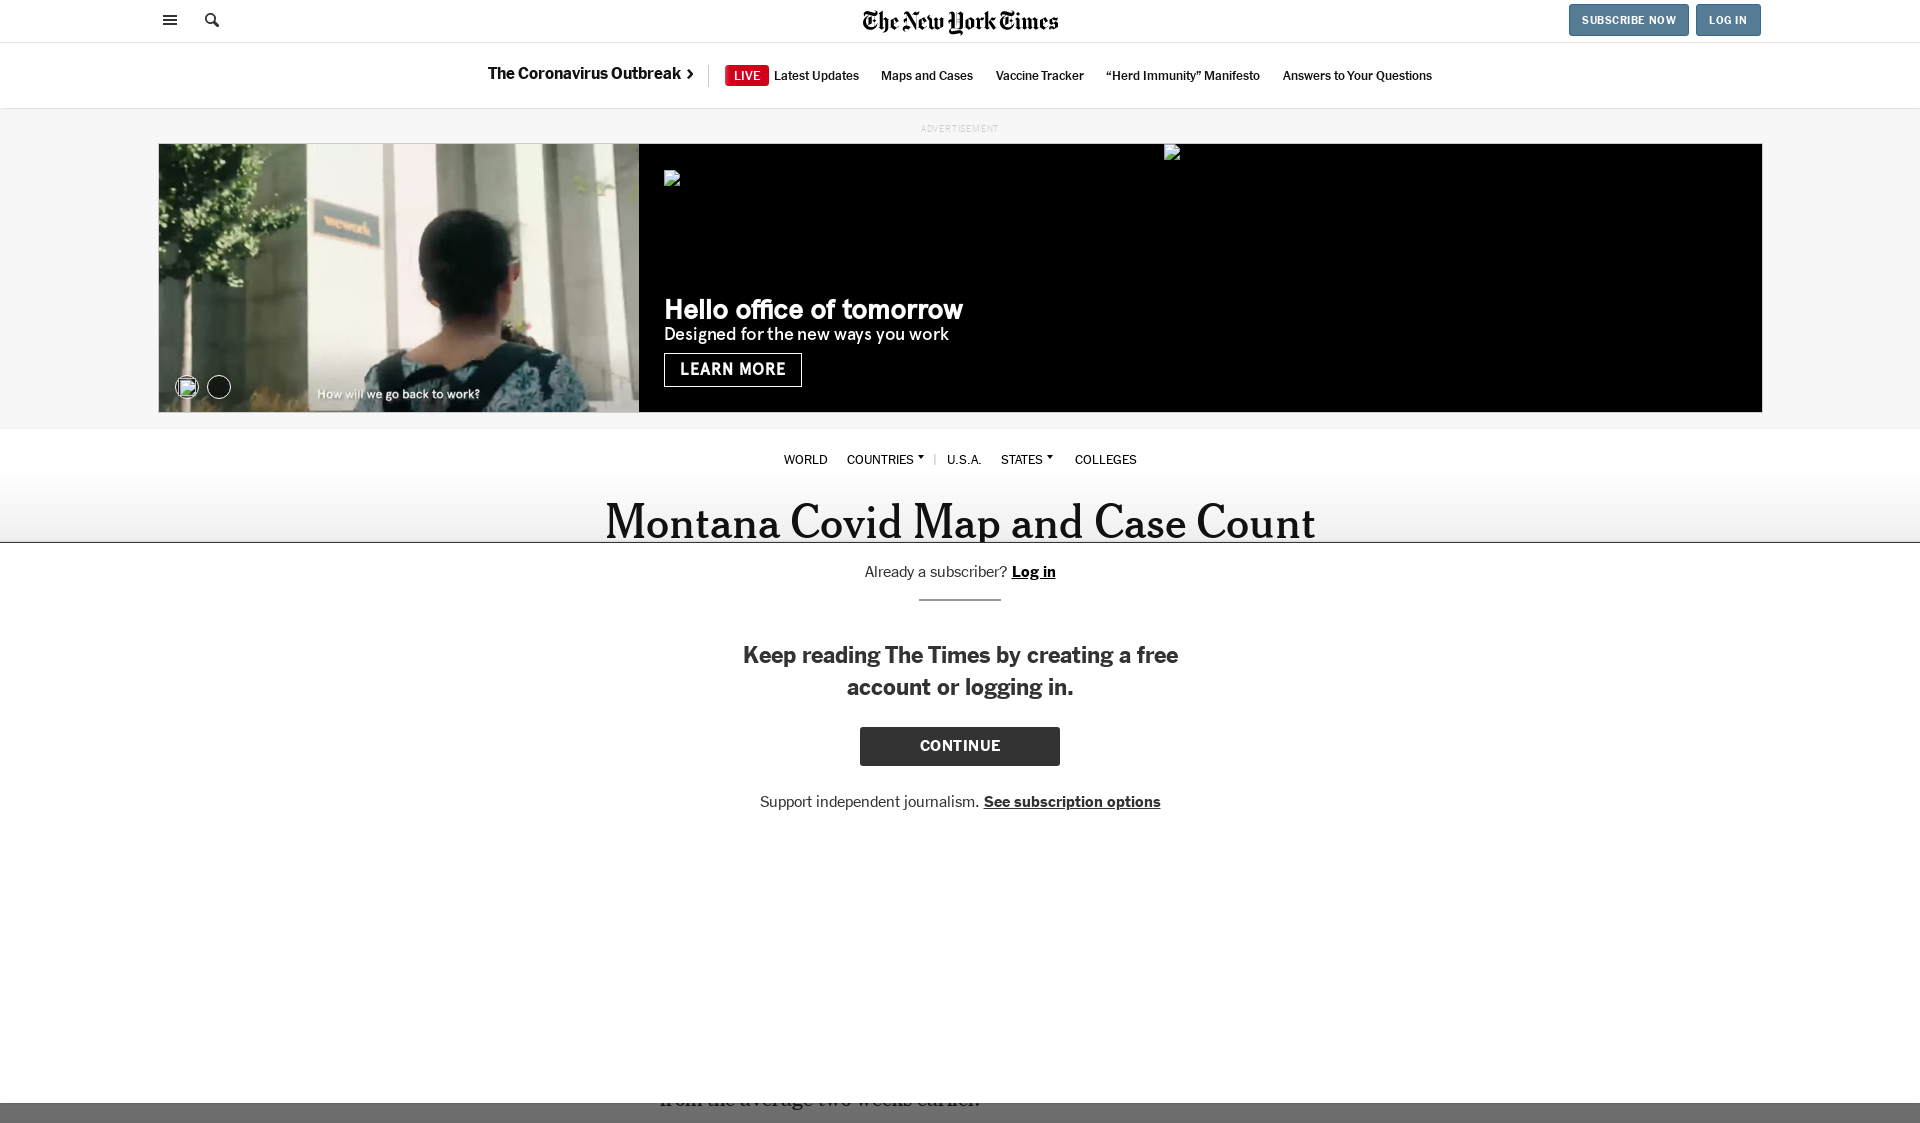 The New York Times
SUBSCRIBE NOW
LOG IN
The Coronavirus Outbreak ›
LIVE Latest Updates
Maps and Cases
Vaccine Tracker
“Herd Immunity” Manifesto
Answers to Your Questions
ADVERTISEMENT
wework
How will we go back to work?
Hello office of tomorrow
Designed for the new ways you work
LEARN MORE
WORLD COUNTRIES | U.S.A. STATES COLLEGES
Montana Covid Map and Case Count
Already a subscriber? Log in
Keep reading The Times by creating a free
account or logging in.
CONTINUE
Support independent journalism. See subscription options
from the average two weeks earlier.